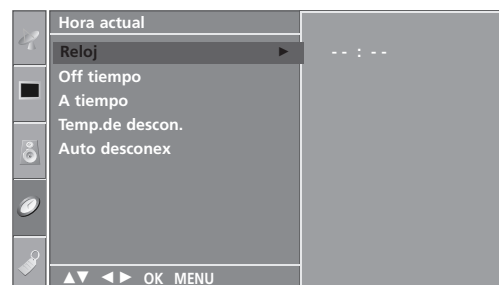 Hora actual
Reloj ► -- : --
Off tiempo
A tiempo
Temp.de descon.
Auto desconex
▲▼ ◄► OK MENU